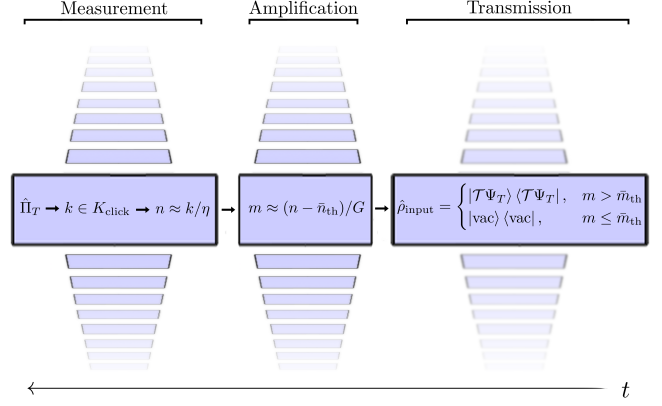 Measurement
Amplification
Transmission
Π̂_T → k ∈ K_click → n ≈ k/η → m ≈ (n − n̄_th)/G → ρ̂_input = { |𝒯Ψ_T⟩ ⟨𝒯Ψ_T| , m > m̄_th
|vac⟩ ⟨vac| , m ≤ m̄_th
t